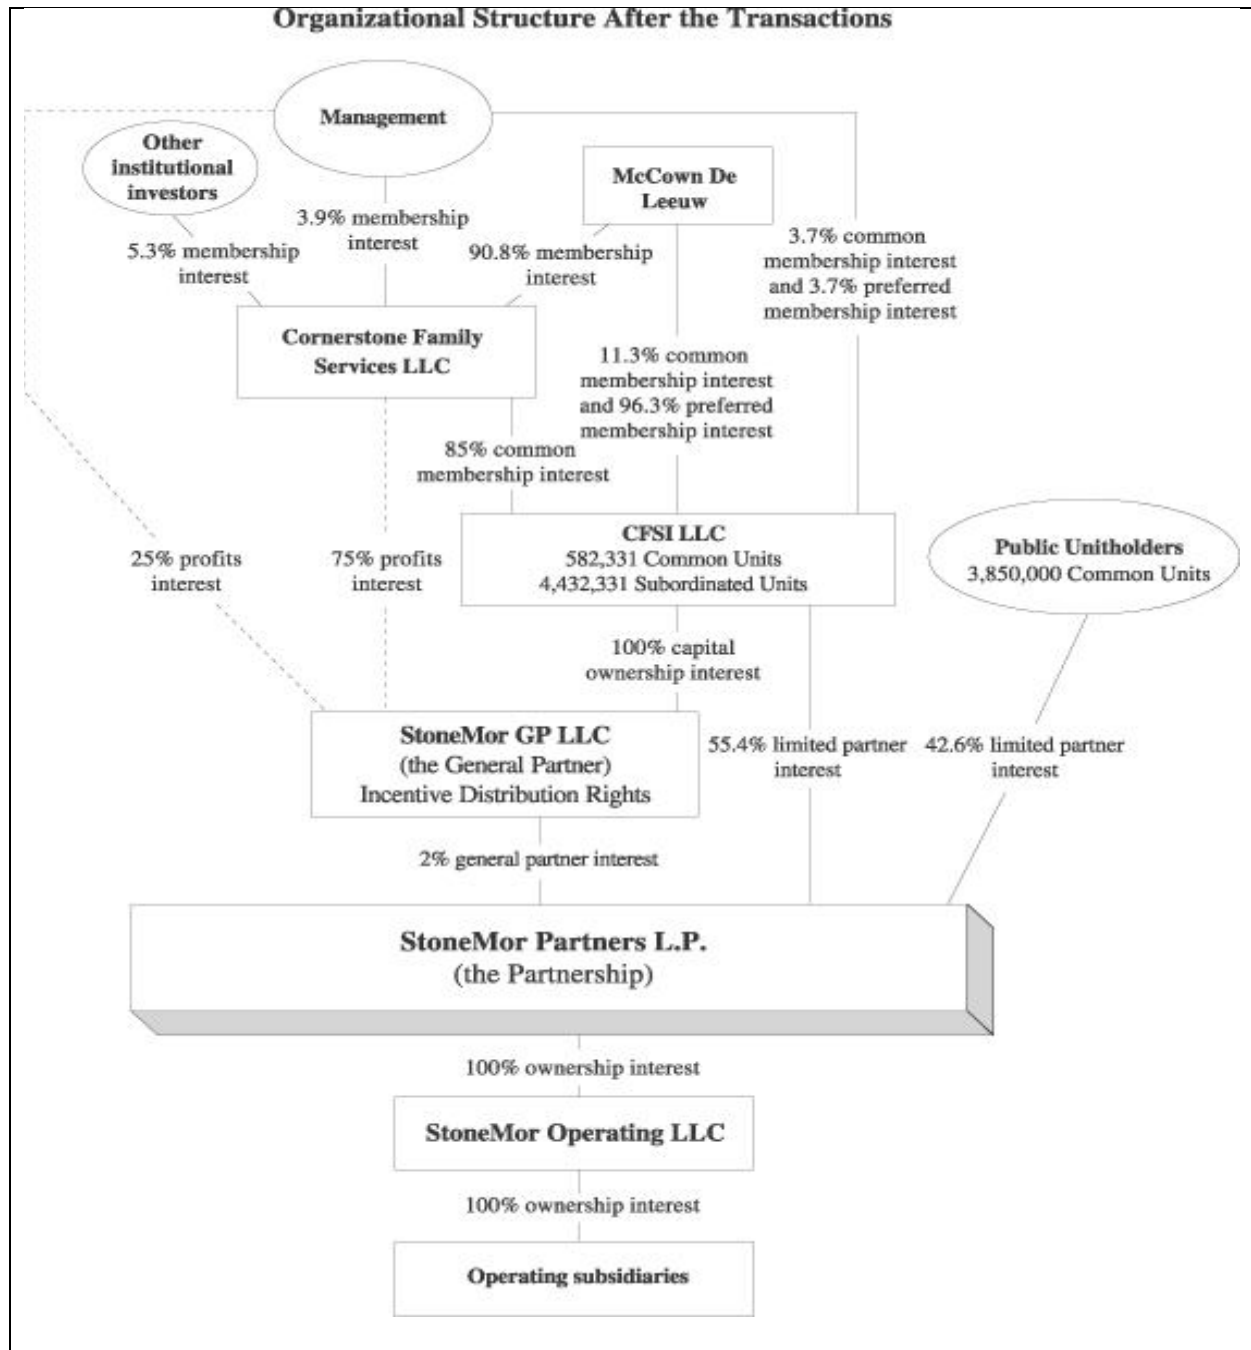 Organizational Structure After the Transactions
Management
Other
institutional
investors
McCown De
Leeuw
3.9% membership
interest
5.3% membership
interest
90.8% membership
interest
3.7% common
membership interest
and 3.7% preferred
membership interest
Cornerstone Family
Services LLC
11.3% common
membership interest
and 96.3% preferred
membership interest
85% common
membership interest
25% profits
interest
75% profits
interest
CFSI LLC
582,331 Common Units
4,432,331 Subordinated Units
Public Unitholders
3,850,000 Common Units
100% capital
ownership interest
StoneMor GP LLC
(the General Partner)
Incentive Distribution Rights
55.4% limited partner
interest
42.6% limited partner
interest
2% general partner interest
StoneMor Partners L.P.
(the Partnership)
100% ownership interest
StoneMor Operating LLC
100% ownership interest
Operating subsidiaries